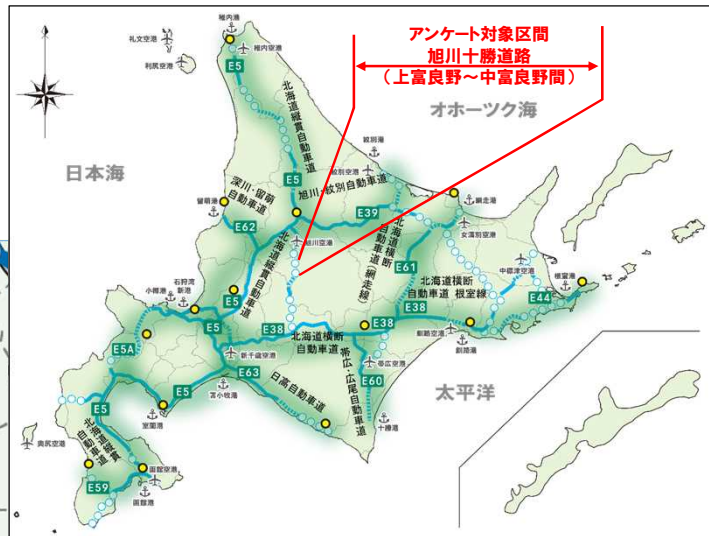 アンケート対象区間
旭川十勝道路
(上富良野～中富良野間)
オホーツク海
日本海
太平洋
稚内港
礼文空港
稚内空港
利尻空港
E5
北海道縦貫自動車道
紋別港
紋別空港
深川・留萌
自動車道
旭川・紋別自動車道
留萌港
E5
E39
網走港
女満別空港
E62
旭川空港
北海道横断
自動車道(網走線)
E61
中標津空港
根室港
石狩湾
新港
小樽港
北海道縦貫自動車道
E5
北海道横断
自動車道 根室線
E44
E5
E38
E38
E38
北海道横断
自動車道
釧路空港
釧路港
E5A
新千歳空港
帯広空港
E63
日高自動車道
帯広・広尾自動車道
E60
E5
E5
苫小牧港
室蘭港
十勝港
北海道縦貫
自動車道
奥尻空港
函館空港
E59
函館港